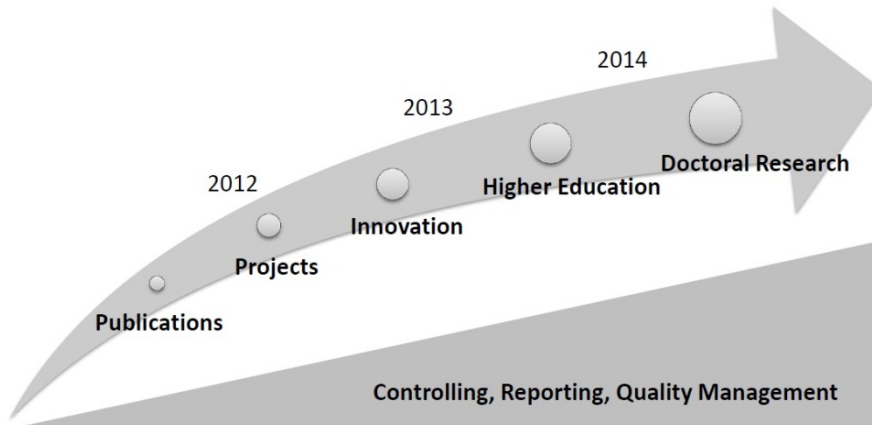 2014
2013
Doctoral Research
2012
Higher Education
Innovation
Projects
Publications
Controlling, Reporting, Quality Management